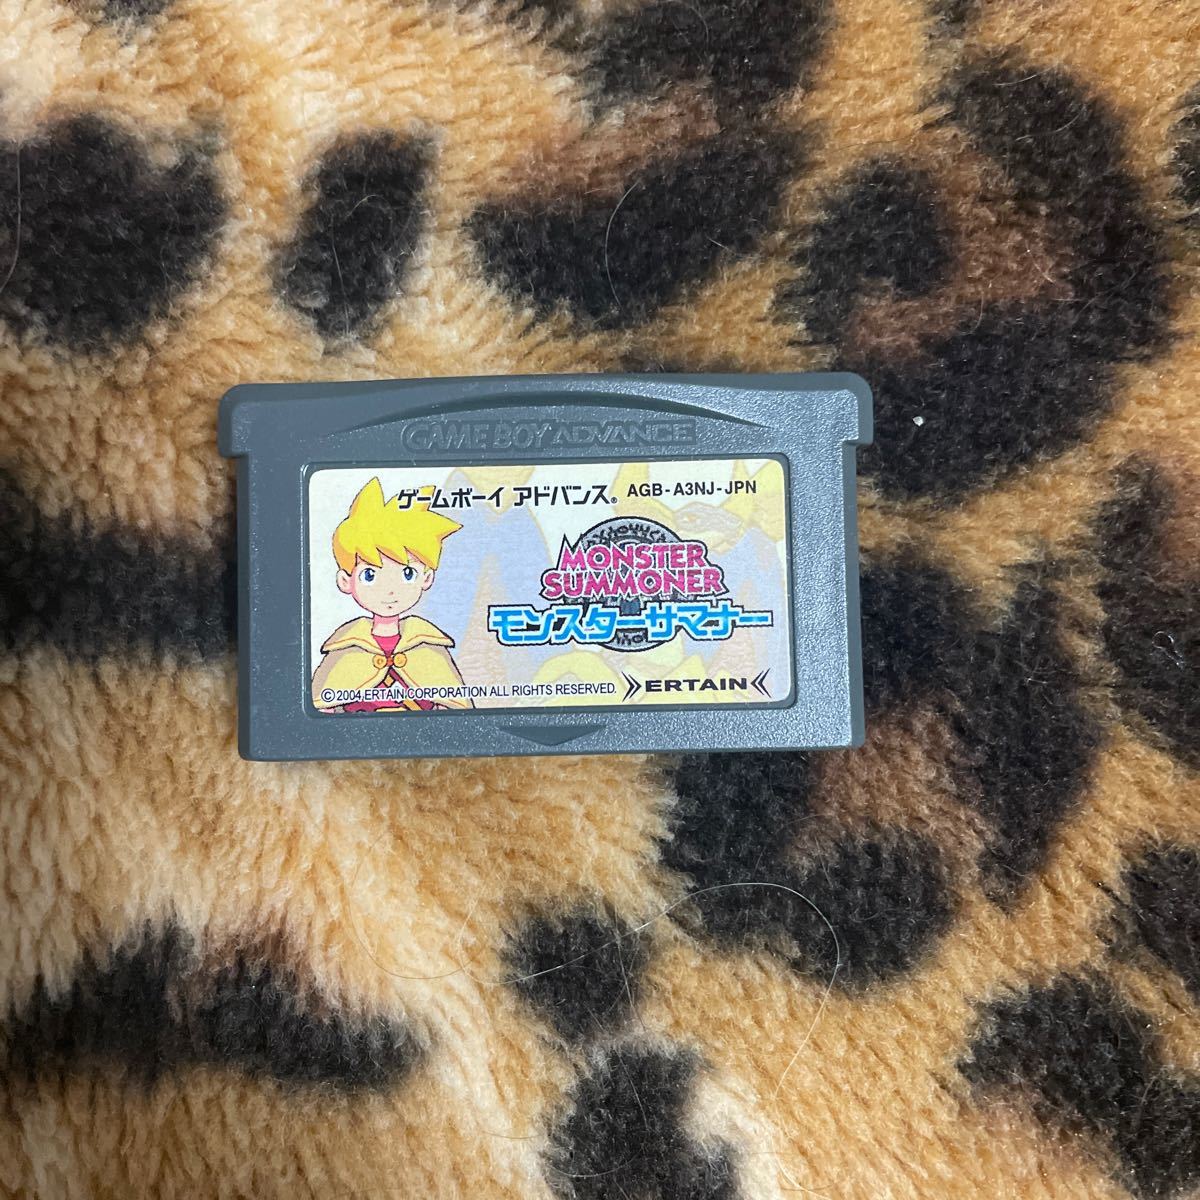 GAME BOY ADVANCE
ゲームボーイ アドバンス® AGB-A3NJ-JPN
MONSTER
SUMMONER
モンスターサマナー
© 2004 ERTAIN CORPORATION ALL RIGHTS RESERVED. ERTAIN